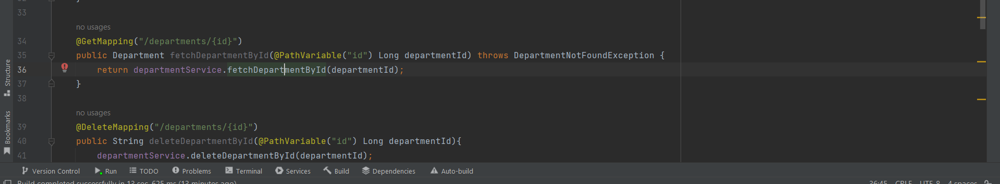 33
no usages
34 @GetMapping("/departments/{id}")
35 public Department fetchDepartmentById(@PathVariable("id") Long departmentId) throws DepartmentNotFoundException {
36 return departmentService.fetchDepartmentById(departmentId);
37 }
38
no usages
39 @DeleteMapping("/departments/{id}")
40 public String deleteDepartmentById(@PathVariable("id") Long departmentId){
41 departmentService.deleteDepartmentById(departmentId);
Structure
Bookmarks
Version Control Run TODO Problems Terminal Services Build Dependencies Auto-build
Build completed successfully in 13 sec, 625 ms (13 minutes ago) 36:45 CRLF UTF-8 4 spaces